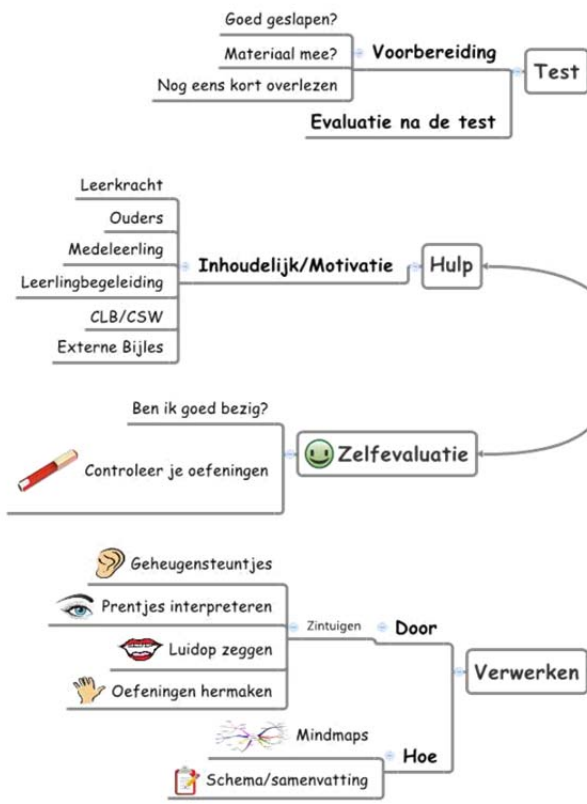 Goed geslapen?
Materiaal mee?
Nog eens kort overlezen
Voorbereiding
Evaluatie na de test
Test
Leerkracht
Ouders
Medeleerling
Leerlingbegeleiding
CLB/CSW
Externe Bijles
Inhoudelijk/Motivatie
Hulp
Ben ik goed bezig?
Controleer je oefeningen
Zelfevaluatie
Geheugensteuntjes
Prentjes interpreteren
Luidop zeggen
Oefeningen hermaken
Zintuigen
Door
Mindmaps
Schema/samenvatting
Hoe
Verwerken